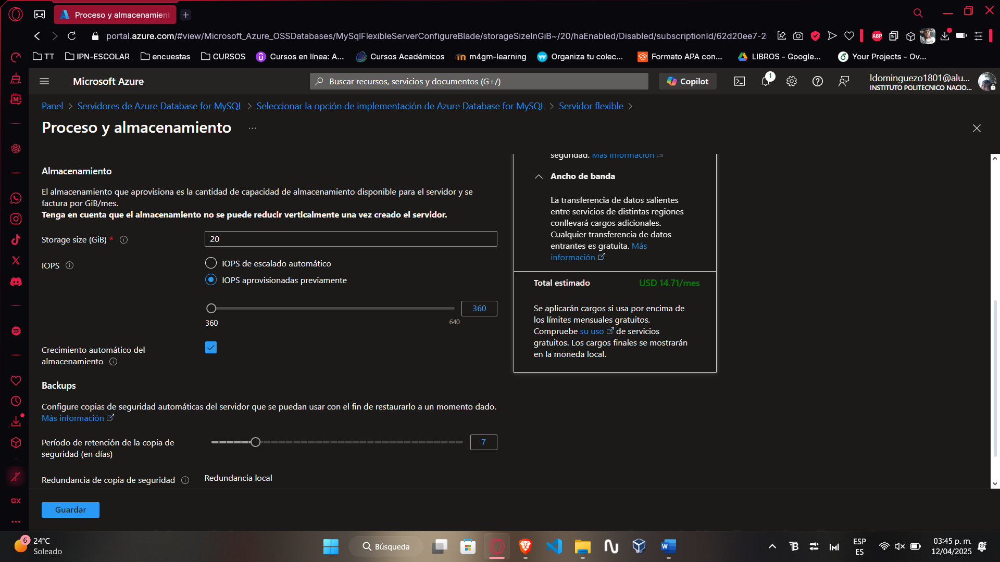 Proceso y almacenamient
portal.azure.com/#view/Microsoft_Azure_OSSDatabases/MySqlFlexibleServerConfigureBlade/storageSizeInGiB~/20/haEnabled/Disabled/subscriptionId/62d20ee7-2
ABP
TT
IPN-ESCOLAR
encuestas
CURSOS
Cursos en línea: A...
Cursos Académicos
m4gm-learning
Organiza tu colec...
Formato APA con...
LIBROS - Google...
Your Projects - Ov...
Microsoft Azure
Buscar recursos, servicios y documentos (G+/)
Copilot
1
ldominguezo1801@alu...
INSTITUTO POLITECNICO NACIO...
Panel > Servidores de Azure Database for MySQL > Seleccionar la opción de implementación de Azure Database for MySQL > Servidor flexible >
Proceso y almacenamiento ...
Almacenamiento
El almacenamiento que aprovisiona es la cantidad de capacidad de almacenamiento disponible para el servidor y se
factura por GiB/mes.
Tenga en cuenta que el almacenamiento no se puede reducir verticalmente una vez creado el servidor.
Storage size (GiB) *
20
IOPS
IOPS de escalado automático
IOPS aprovisionadas previamente
360
360
640
Crecimiento automático del
almacenamiento
Backups
Configure copias de seguridad automáticas del servidor que se puedan usar con el fin de restaurarlo a un momento dado.
Más información
Período de retención de la copia de
seguridad (en días)
7
Redundancia de copia de seguridad
Redundancia local
Guardar
seguridad. Más información
Ancho de banda
La transferencia de datos salientes
entre servicios de distintas regiones
conllevará cargos adicionales.
Cualquier transferencia de datos
entrantes es gratuita. Más
información
Total estimado
USD 14.71/mes
Se aplicarán cargos si usa por encima de
los límites mensuales gratuitos.
Compruebe su uso de servicios
gratuitos. Los cargos finales se mostrarán
en la moneda local.
GX
6
24°C
Soleado
Búsqueda
ESP
ES
03:45 p. m.
12/04/2025